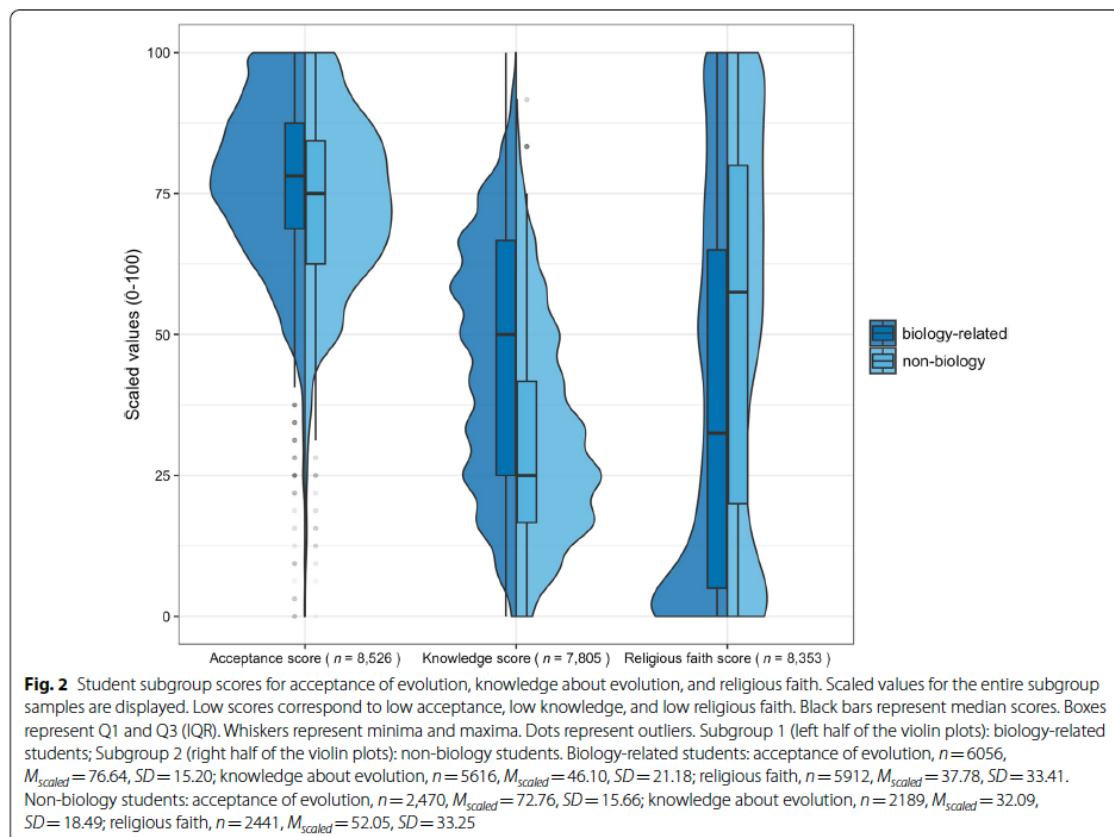 100
75
50
25
0
Scaled values (0-100)
biology-related
non-biology
Acceptance score ( n = 8,526 ) Knowledge score ( n = 7,805 ) Religious faith score ( n = 8,353 )
Fig. 2 Student subgroup scores for acceptance of evolution, knowledge about evolution, and religious faith. Scaled values for the entire subgroup
samples are displayed. Low scores correspond to low acceptance, low knowledge, and low religious faith. Black bars represent median scores. Boxes
represent Q1 and Q3 (IQR). Whiskers represent minima and maxima. Dots represent outliers. Subgroup 1 (left half of the violin plots): biology-related
students; Subgroup 2 (right half of the violin plots): non-biology students. Biology-related students: acceptance of evolution, n = 6056,
Mscaled = 76.64, SD = 15.20; knowledge about evolution, n = 5616, Mscaled = 46.10, SD = 21.18; religious faith, n = 5912, Mscaled = 37.78, SD = 33.41.
Non-biology students: acceptance of evolution, n = 2,470, Mscaled = 72.76, SD = 15.66; knowledge about evolution, n = 2189, Mscaled = 32.09,
SD = 18.49; religious faith, n = 2441, Mscaled = 52.05, SD = 33.25